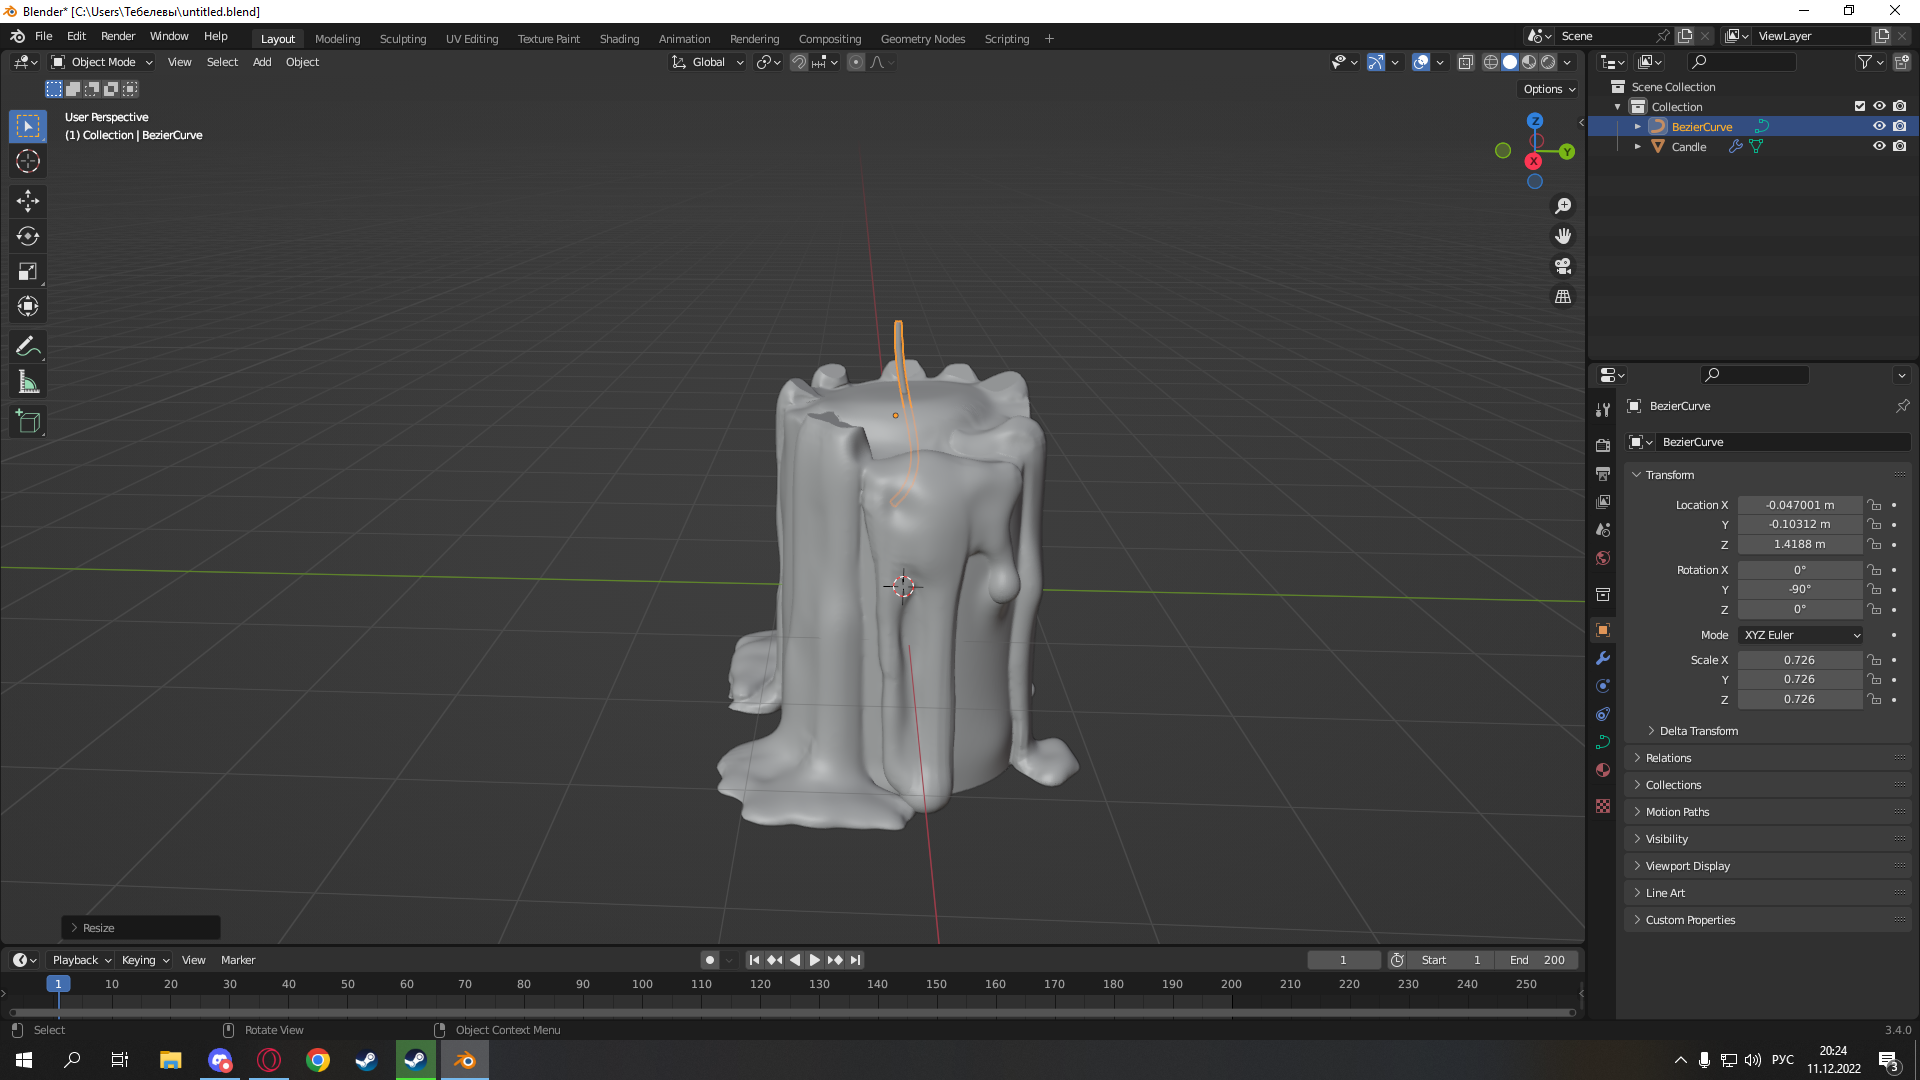 Blender* [C:\Users\Тебелевы\untitled.blend]
File Edit Render Window Help Layout Modeling Sculpting UV Editing Texture Paint Shading Animation Rendering Compositing Geometry Nodes Scripting + Scene ViewLayer
Object Mode View Select Add Object Global
Options
User Perspective
(1) Collection | BezierCurve
Z
Y
X
Scene Collection
Collection
BezierCurve
Candle
BezierCurve
BezierCurve
Transform
Location X -0.047001 m
Y -0.10312 m
Z 1.4188 m
Rotation X 0°
Y -90°
Z 0°
Mode XYZ Euler
Scale X 0.726
Y 0.726
Z 0.726
Delta Transform
Relations
Collections
Motion Paths
Visibility
Viewport Display
Line Art
Custom Properties
Resize
Playback Keying View Marker 1 Start 1 End 200
1 10 20 30 40 50 60 70 80 90 100 110 120 130 140 150 160 170 180 190 200 210 220 230 240 250
Select Rotate View Object Context Menu 3.4.0
РУС
20:24
11.12.2022
3